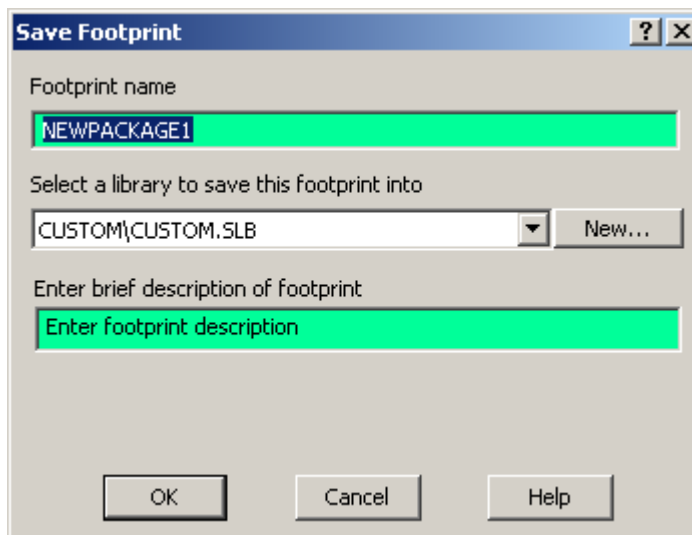 Save Footprint
Footprint name
NEWPACKAGE1
Select a library to save this footprint into
CUSTOM\CUSTOM.SLB New...
Enter brief description of footprint
Enter footprint description
OK Cancel Help